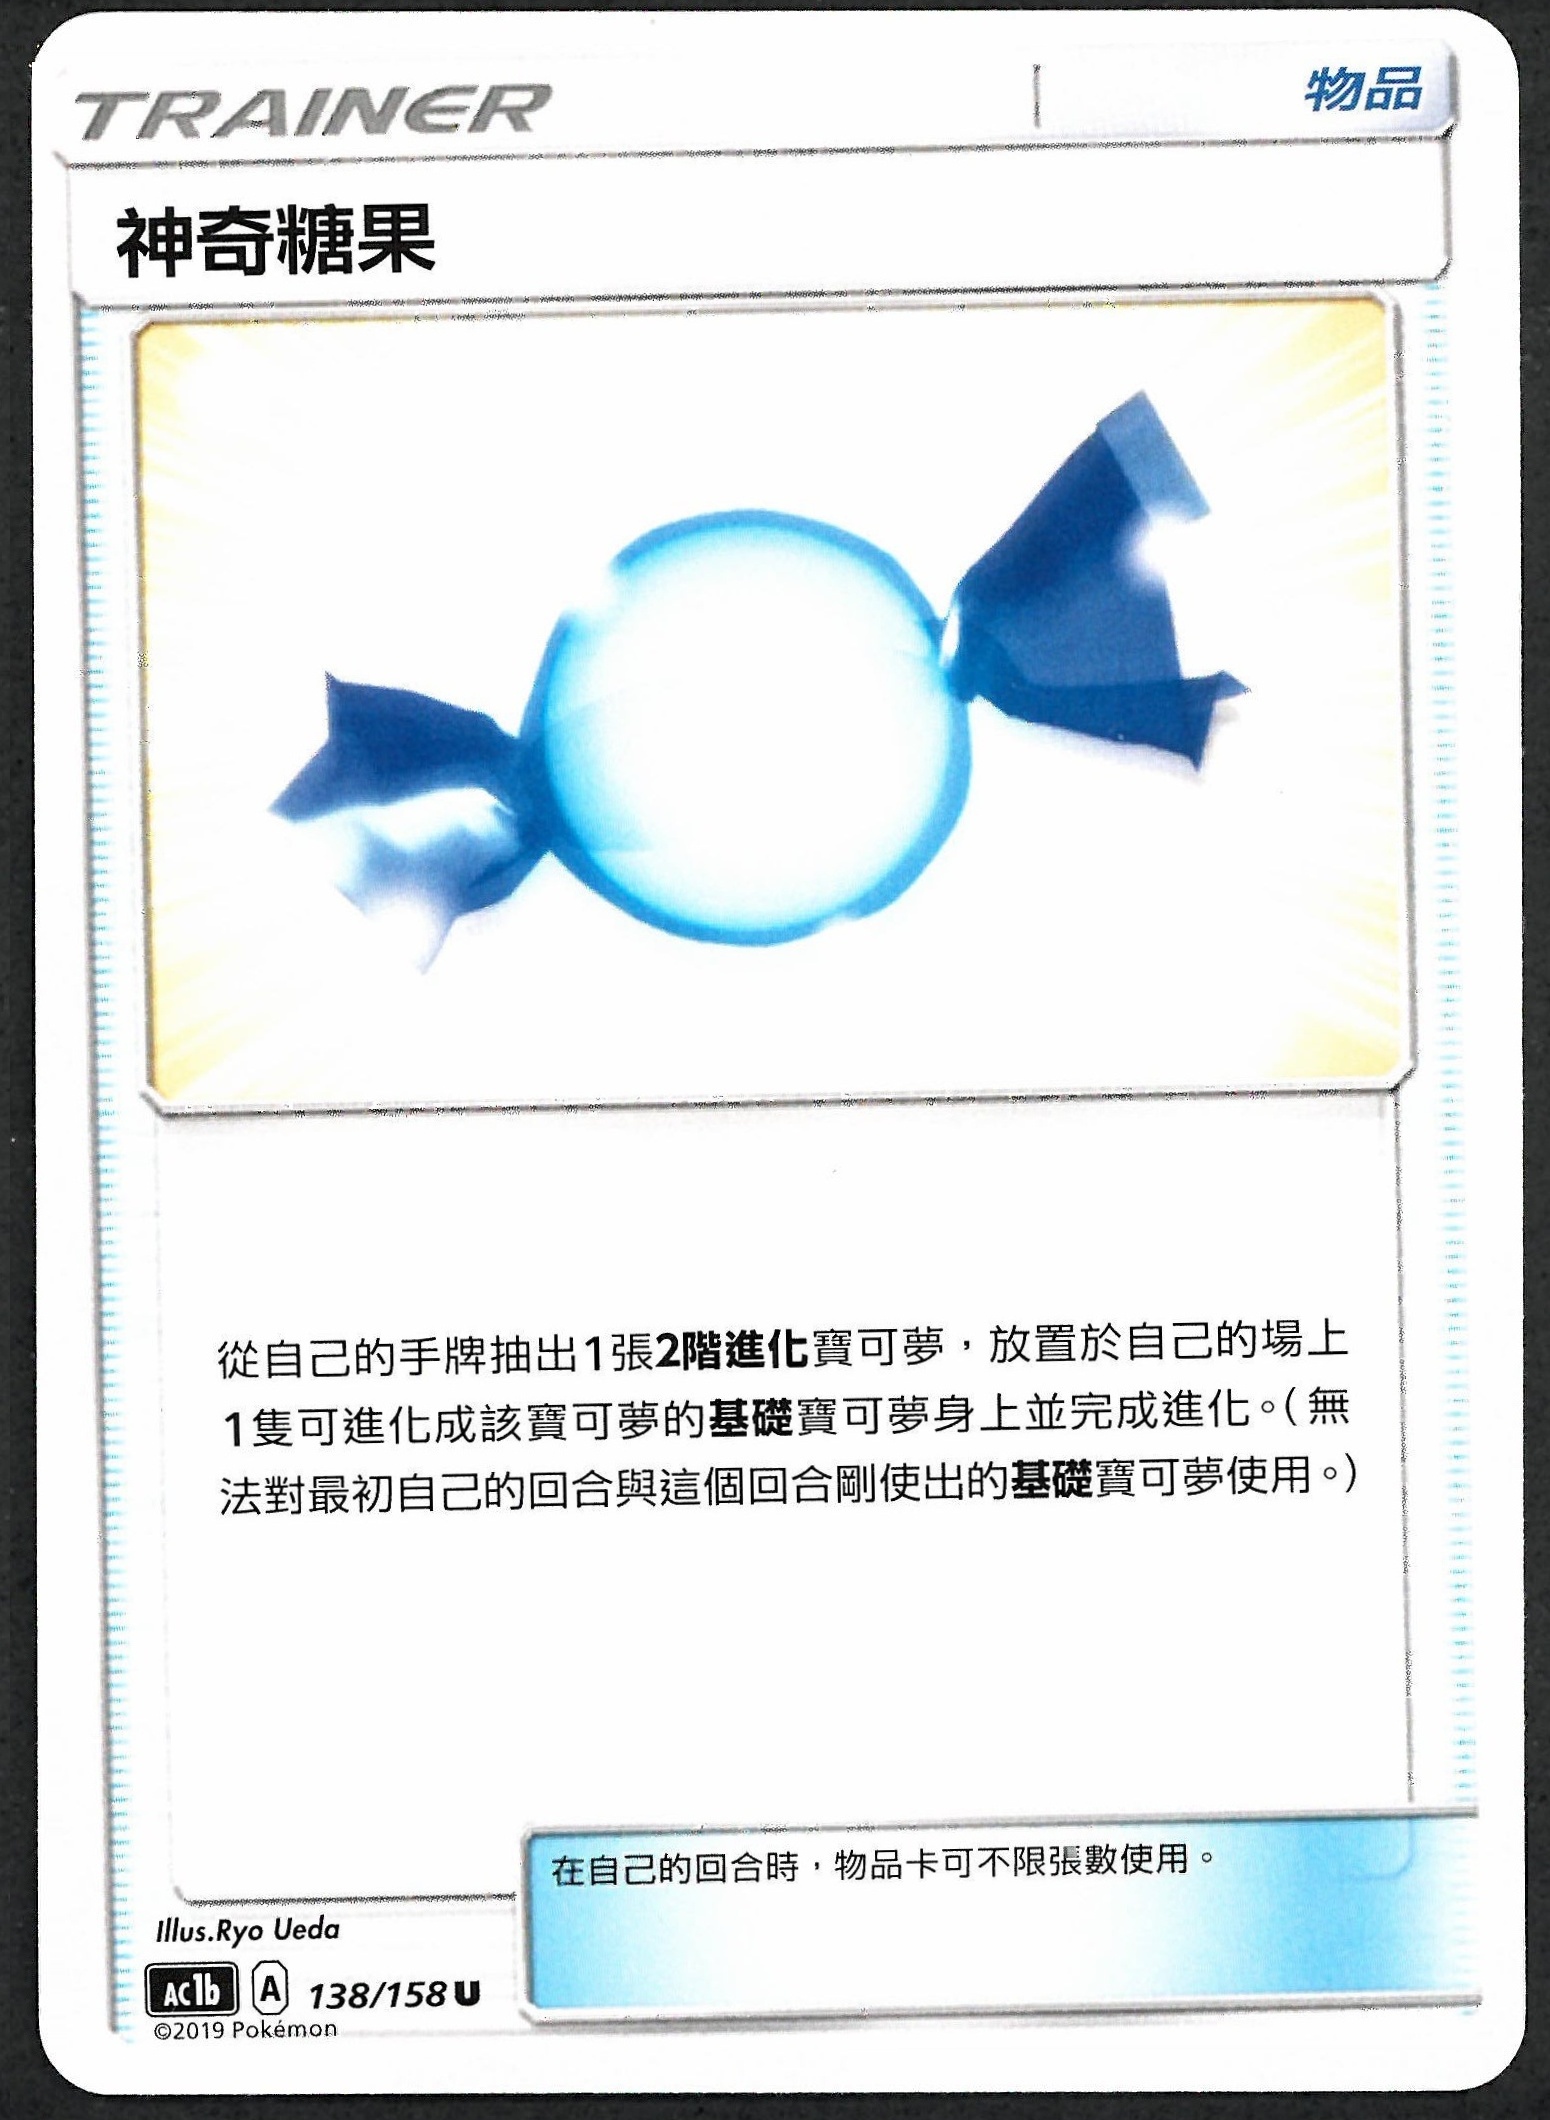 TRAINER
物品
神奇糖果
從自己的手牌抽出1張2階進化寶可夢，放置於自己的場上
1隻可進化成該寶可夢的基礎寶可夢身上並完成進化。（無
法對最初自己的回合與這個回合剛使出的基礎寶可夢使用。）
在自己的回合時，物品卡可不限張數使用。
Illus.Ryo Ueda
AC1b A 138/158 U
©2019 Pokémon